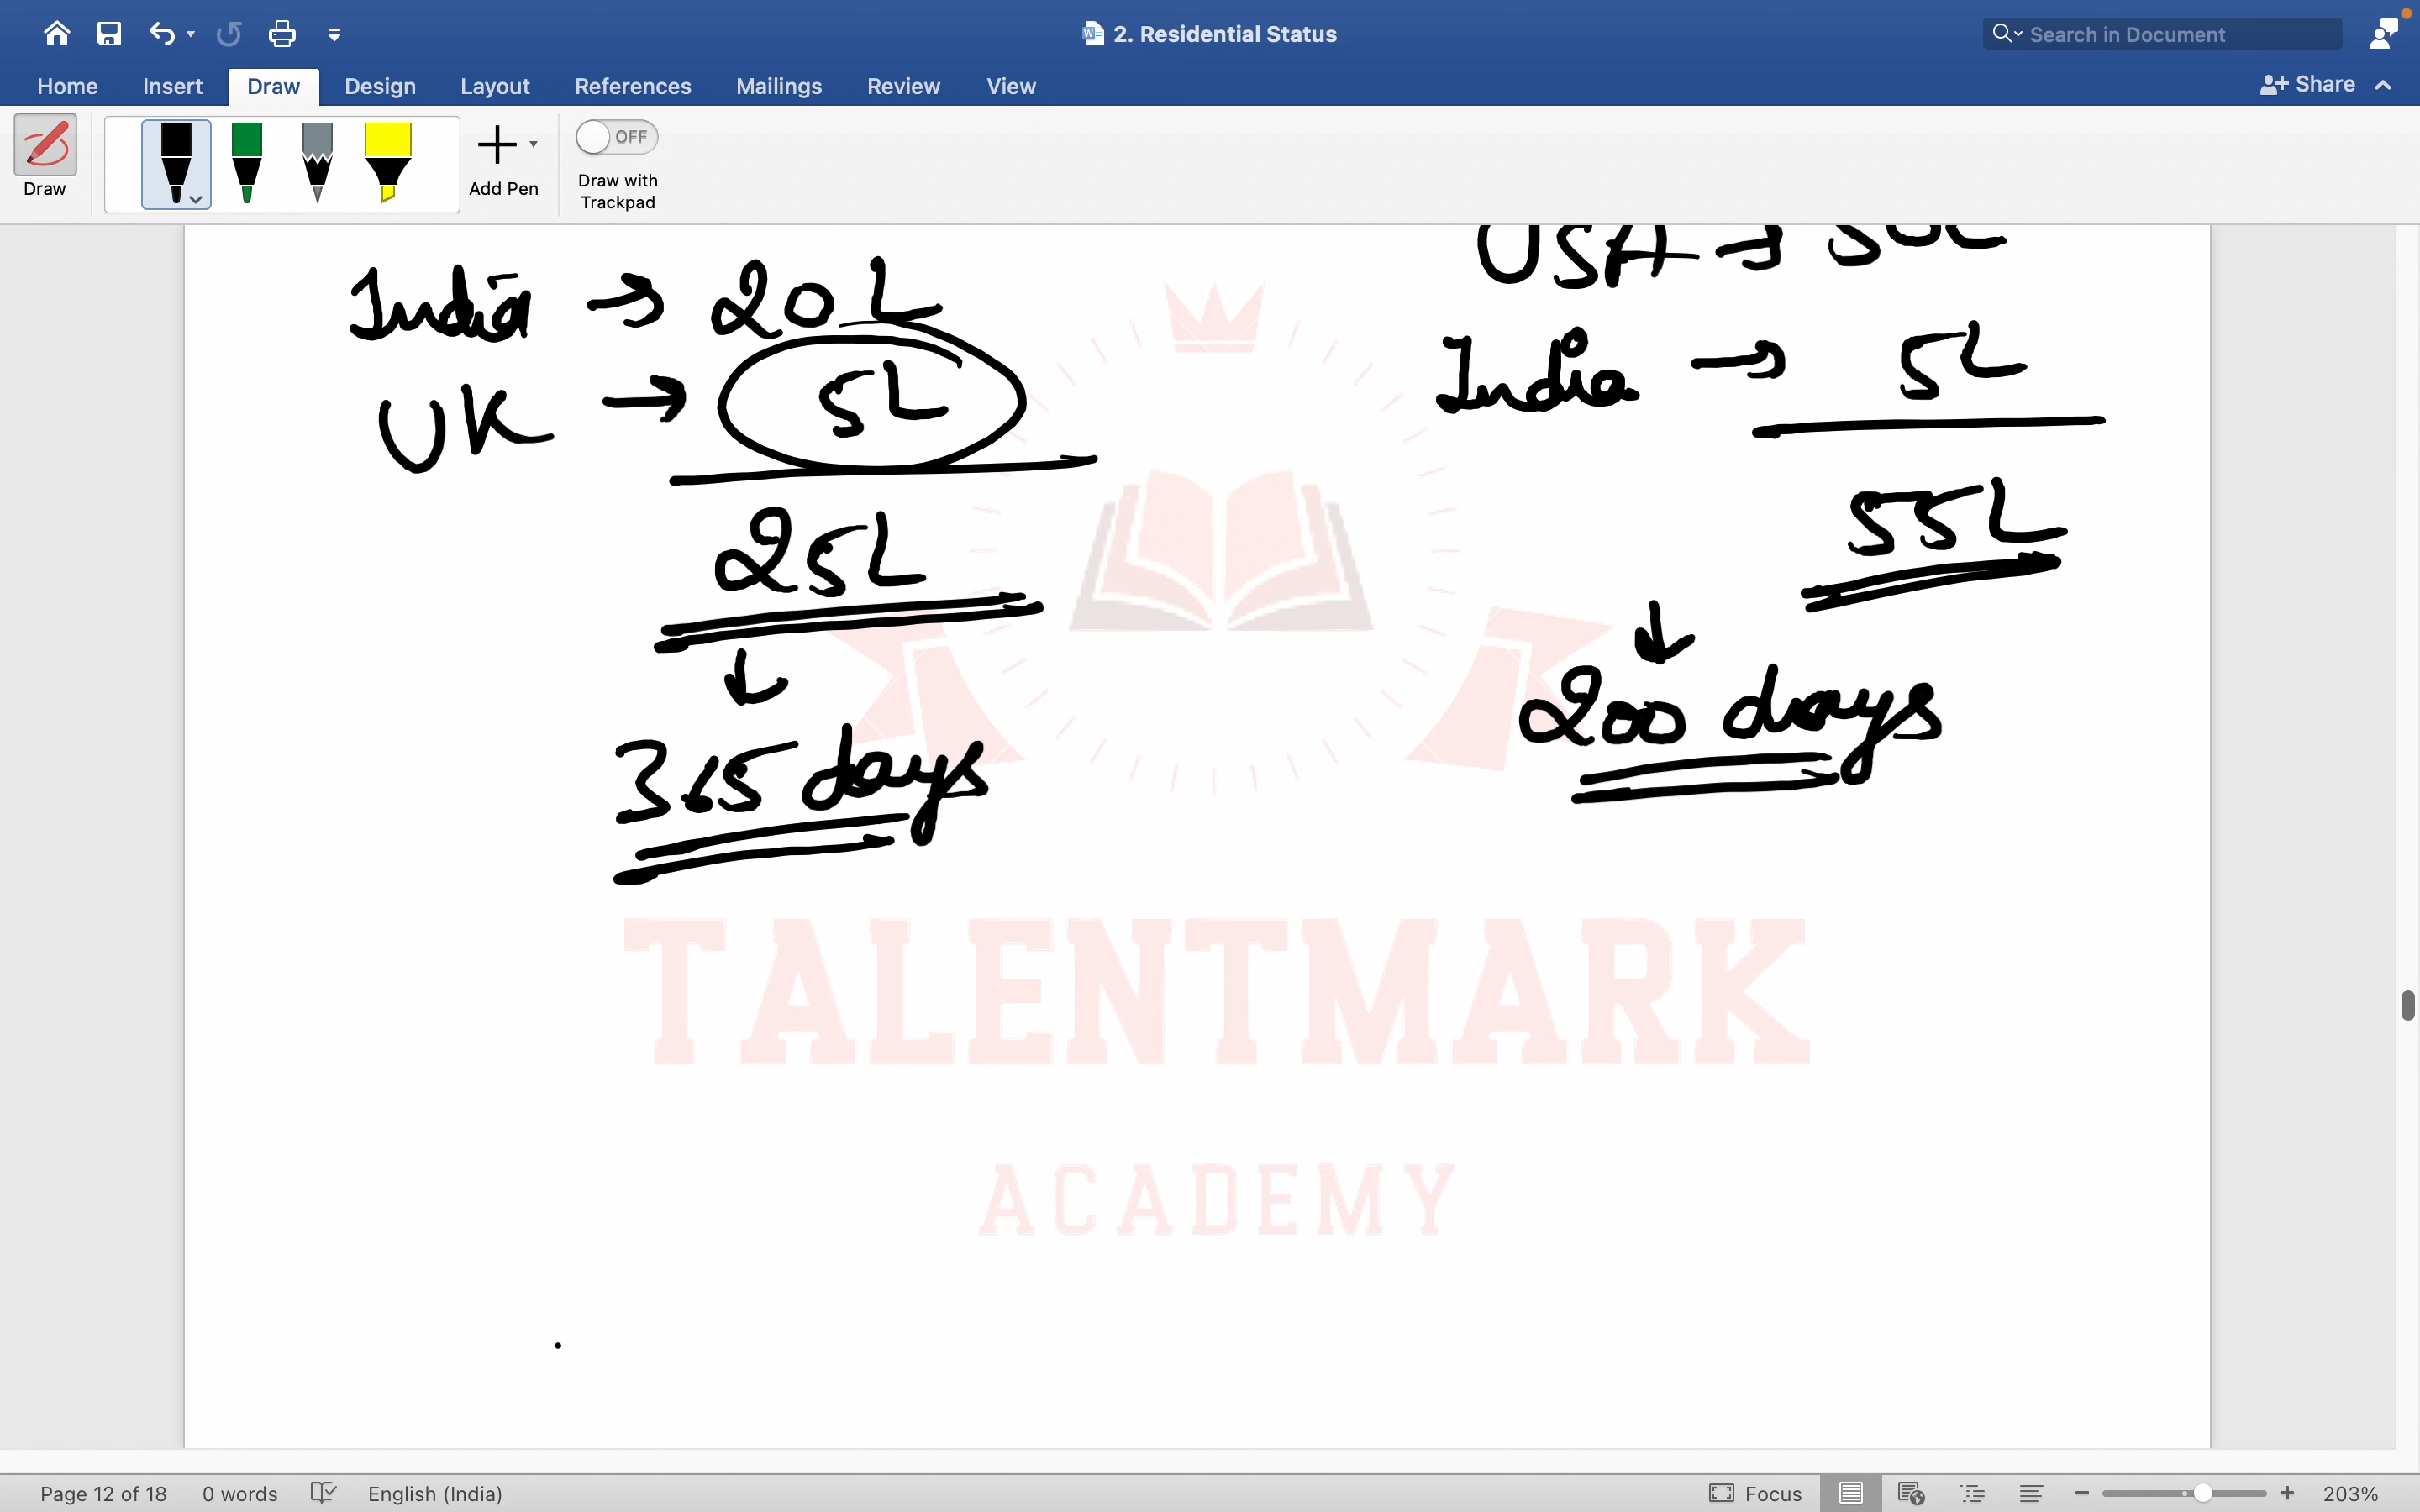 2. Residential Status
Search in Document
Home Insert Draw Design Layout References Mailings Review View
Share
Draw
Add Pen
OFF
Draw with
Trackpad
India → 20L
UK → 5L
25L
↓
365 days
USA → 50L
India → 5L
55L
↓
200 days
TALENTMARK
ACADEMY
Page 12 of 18 0 words English (India) Focus 203%